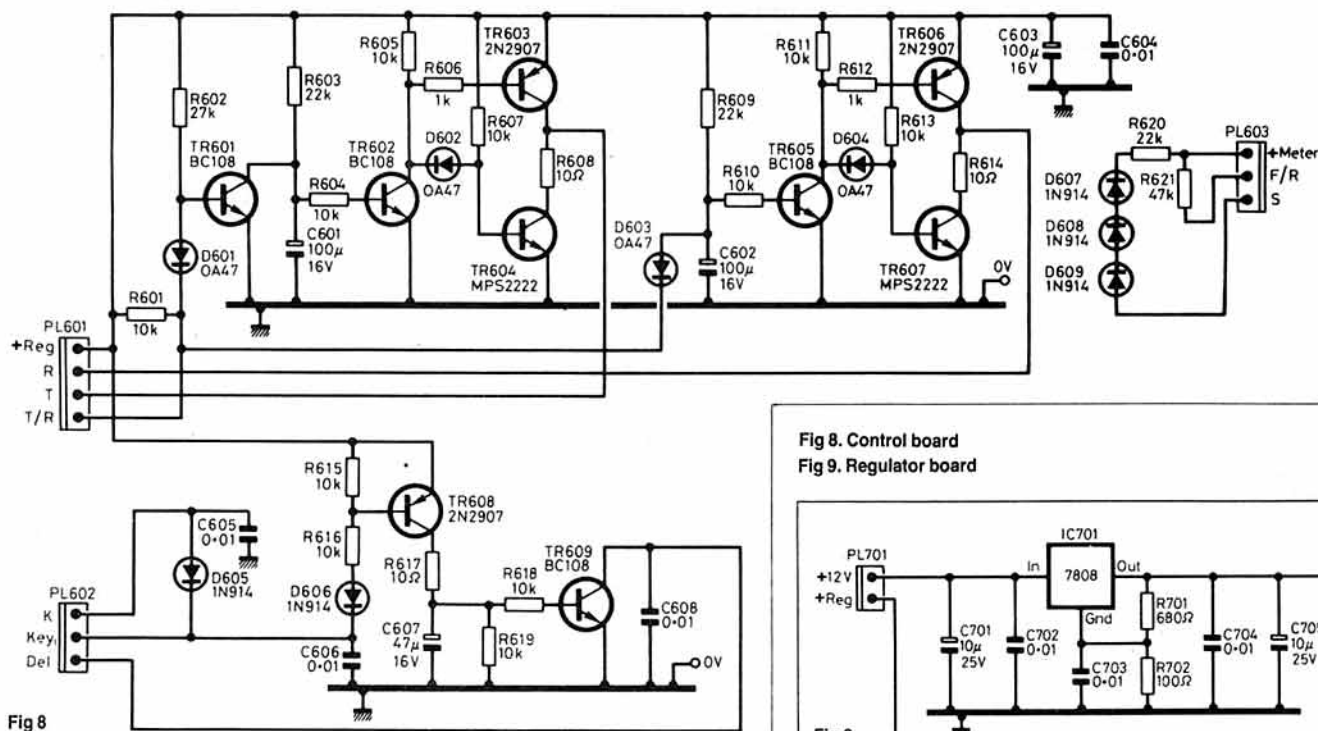 TR603
2N2907
R605
10k
R606
1k
R603
22k
R602
27k
R607
10k
TR601
BC108
TR602
BC108
D602
OA47
R608
10Ω
R604
10k
D601
OA47
C601
100µ
16V
TR604
MPS2222
R601
10k
PL601
+Reg
R
T
T/R
TR606
2N2907
R611
10k
R612
1k
R609
22k
R613
10k
TR605
BC108
D604
OA47
R614
10Ω
R610
10k
D603
OA47
C602
100µ
16V
TR607
MPS2222
0V
C603
100µ
16V
C604
0·01
R620
22k
PL603
+Meter
F/R
S
R621
47k
D607
1N914
D608
1N914
D609
1N914
R615
10k
TR608
2N2907
R616
10k
R617
10Ω
TR609
BC108
R618
10k
C605
0·01
D605
1N914
D606
1N914
PL602
K
Key
Del
C606
0·01
C607
47µ
16V
R619
10k
C608
0·01
0V
Fig 8
Fig 8. Control board
Fig 9. Regulator board
IC701
PL701
+12V
+Reg
In
7808
Out
Gnd
R701
680Ω
C701
10µ
25V
C702
0·01
C703
0·01
R702
100Ω
C704
0·01
C705
10µ
25V